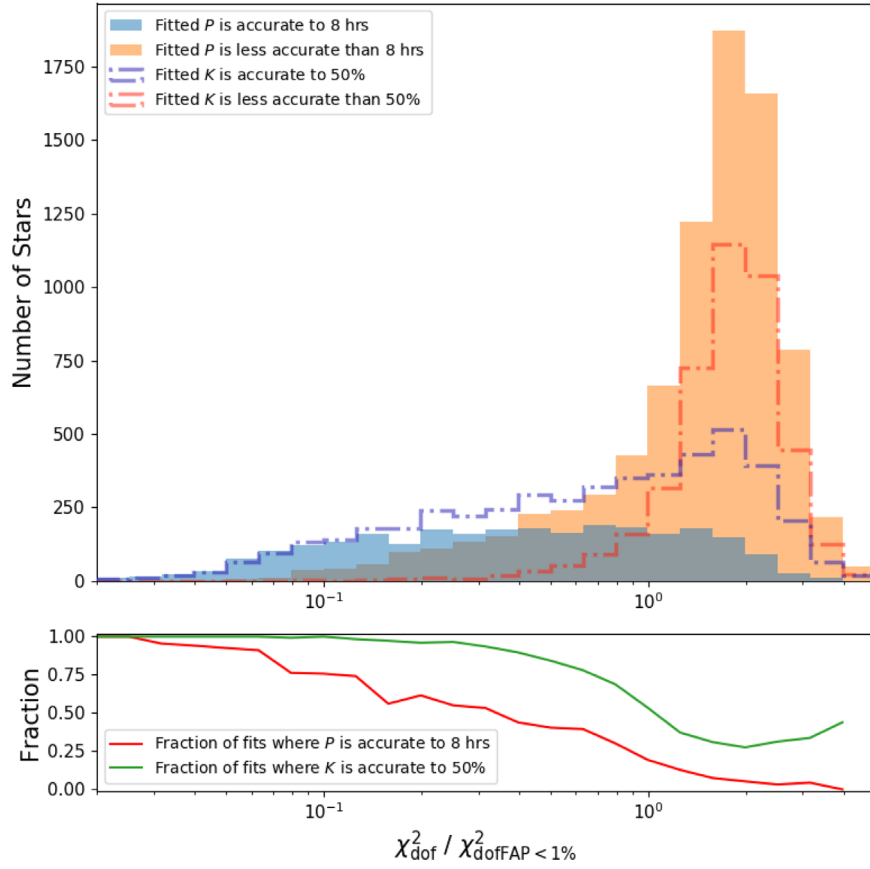 Fitted P is accurate to 8 hrs
Fitted P is less accurate than 8 hrs
Fitted K is accurate to 50%
Fitted K is less accurate than 50%
Number of Stars
1750
1500
1250
1000
750
500
250
0
10⁻¹
10⁰
Fraction
1.00
0.75
0.50
0.25
0.00
Fraction of fits where P is accurate to 8 hrs
Fraction of fits where K is accurate to 50%
10⁻¹
10⁰
χ²dof / χ²dofFAP < 1%